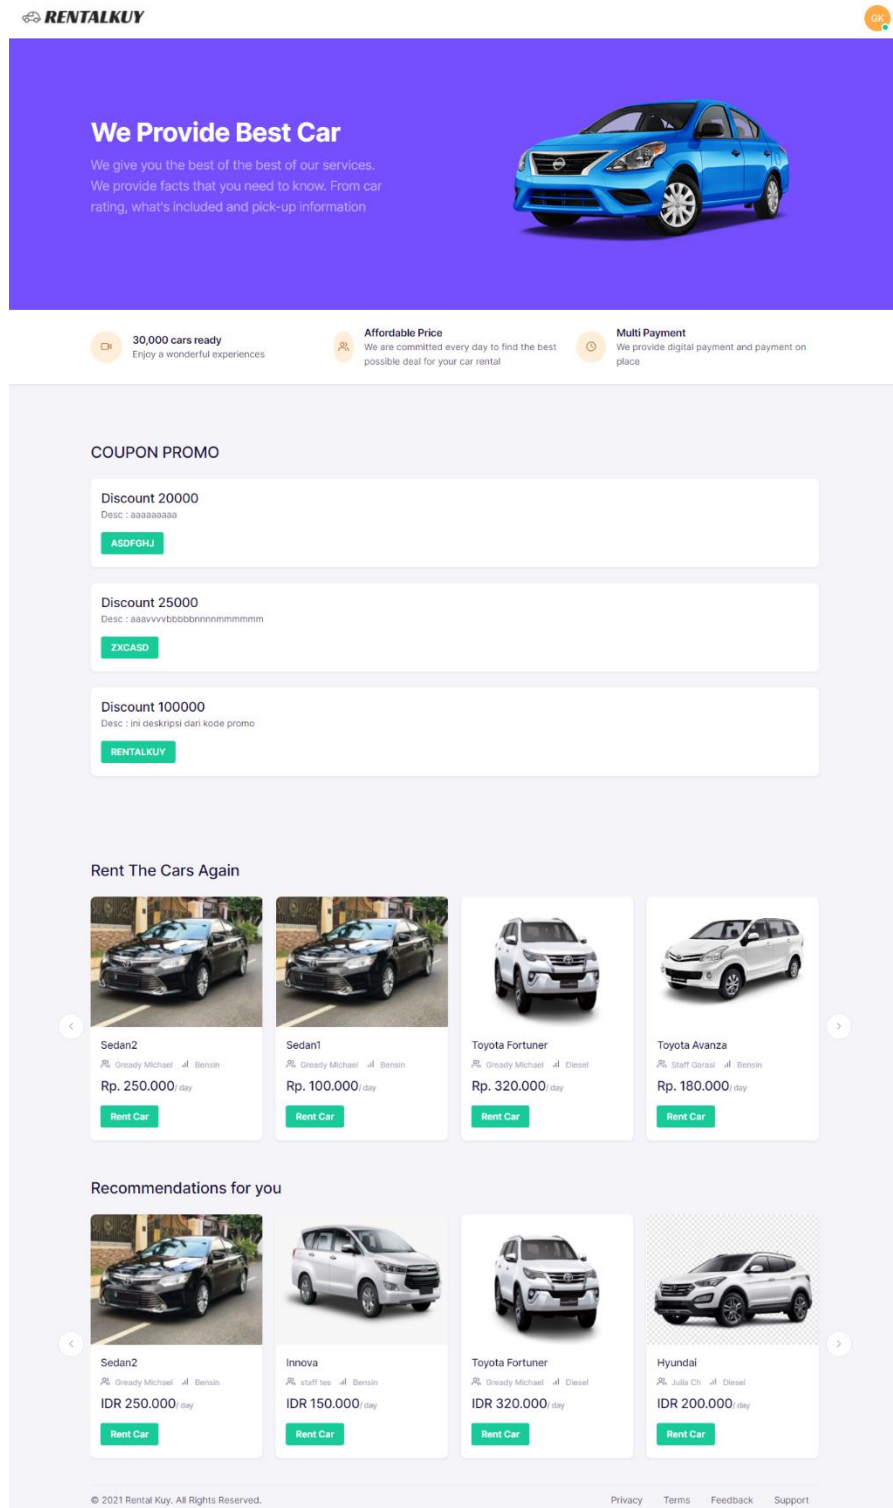 RENTALKUY
GK
We Provide Best Car
We give you the best of the best of our services.
We provide facts that you need to know. From car
rating, what's included and pick-up information
30,000 cars ready
Enjoy a wonderful experiences
Affordable Price
We are committed every day to find the best
possible deal for your car rental
Multi Payment
We provide digital payment and payment on
place
COUPON PROMO
Discount 20000
Desc : aaaaaaaaa
ASDFGHJ
Discount 25000
Desc : aaavvvvbbbbbnnnnmmmmmm
ZXCASD
Discount 100000
Desc : ini deskripsi dari kode promo
RENTALKUY
Rent The Cars Again
Sedan2
Gready Michael Bensin
Rp. 250.000/ day
Rent Car
Sedan1
Gready Michael Bensin
Rp. 100.000/ day
Rent Car
Toyota Fortuner
Gready Michael Diesel
Rp. 320.000/ day
Rent Car
Toyota Avanza
Staff Garasi Bensin
Rp. 180.000/ day
Rent Car
Recommendations for you
Sedan2
Gready Michael Bensin
IDR 250.000/ day
Rent Car
Innova
staff tes Bensin
IDR 150.000/ day
Rent Car
Toyota Fortuner
Gready Michael Diesel
IDR 320.000/ day
Rent Car
Hyundai
Julia Ch Diesel
IDR 200.000/ day
Rent Car
© 2021 Rental Kuy. All Rights Reserved.
Privacy Terms Feedback Support